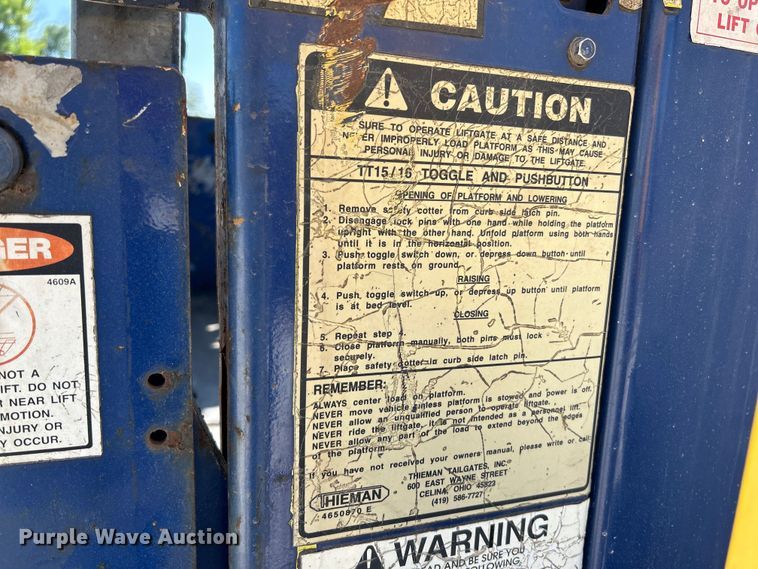 TO OP
LIFT C
CAUTION
SURE TO OPERATE LIFTGATE AT A SAFE DISTANCE AND
NEVER IMPROPERLY LOAD PLATFORM AS THIS MAY CAUSE
PERSONAL INJURY OR DAMAGE TO THE LIFTGATE.
TT15/16 TOGGLE AND PUSHBUTTON
OPENING OF PLATFORM AND LOWERING
1. Remove safety cotter from curb side latch pin.
2. Disengage lock pins with one hand while holding the platform
upright with the other hand. Unfold platform using both hands
until it is in the horizontal position.
3. Push toggle switch down, or depress down button until
platform rests on ground.
RAISING
4. Push toggle switch up, or depress up button until platform
is at bed level.
CLOSING
5. Repeat step 4.
6. Close platform manually, both pins must lock
securely.
7. Place safety cotter in curb side latch pin.
REMEMBER:
ALWAYS center load on platform.
NEVER move vehicle unless platform is stowed and power is off.
NEVER allow an unqualified person to operate liftgate.
NEVER ride the liftgate, it is not intended as a personnel lift.
NEVER allow any part of the load to extend beyond the edges
of the platform.
If you have not received your owners manual, please write or call:
THIEMAN TAILGATES, INC.
600 EAST WAYNE STREET
CELINA, OHIO 45822
(419) 586-7727
THIEMAN
4650870 E
WARNING
AD AND BE SURE YOU
FOLLOWING.
GER
4609A
NOT A
IFT. DO NOT
R NEAR LIFT
MOTION.
NJURY OR
Y OCCUR.
Purple Wave Auction